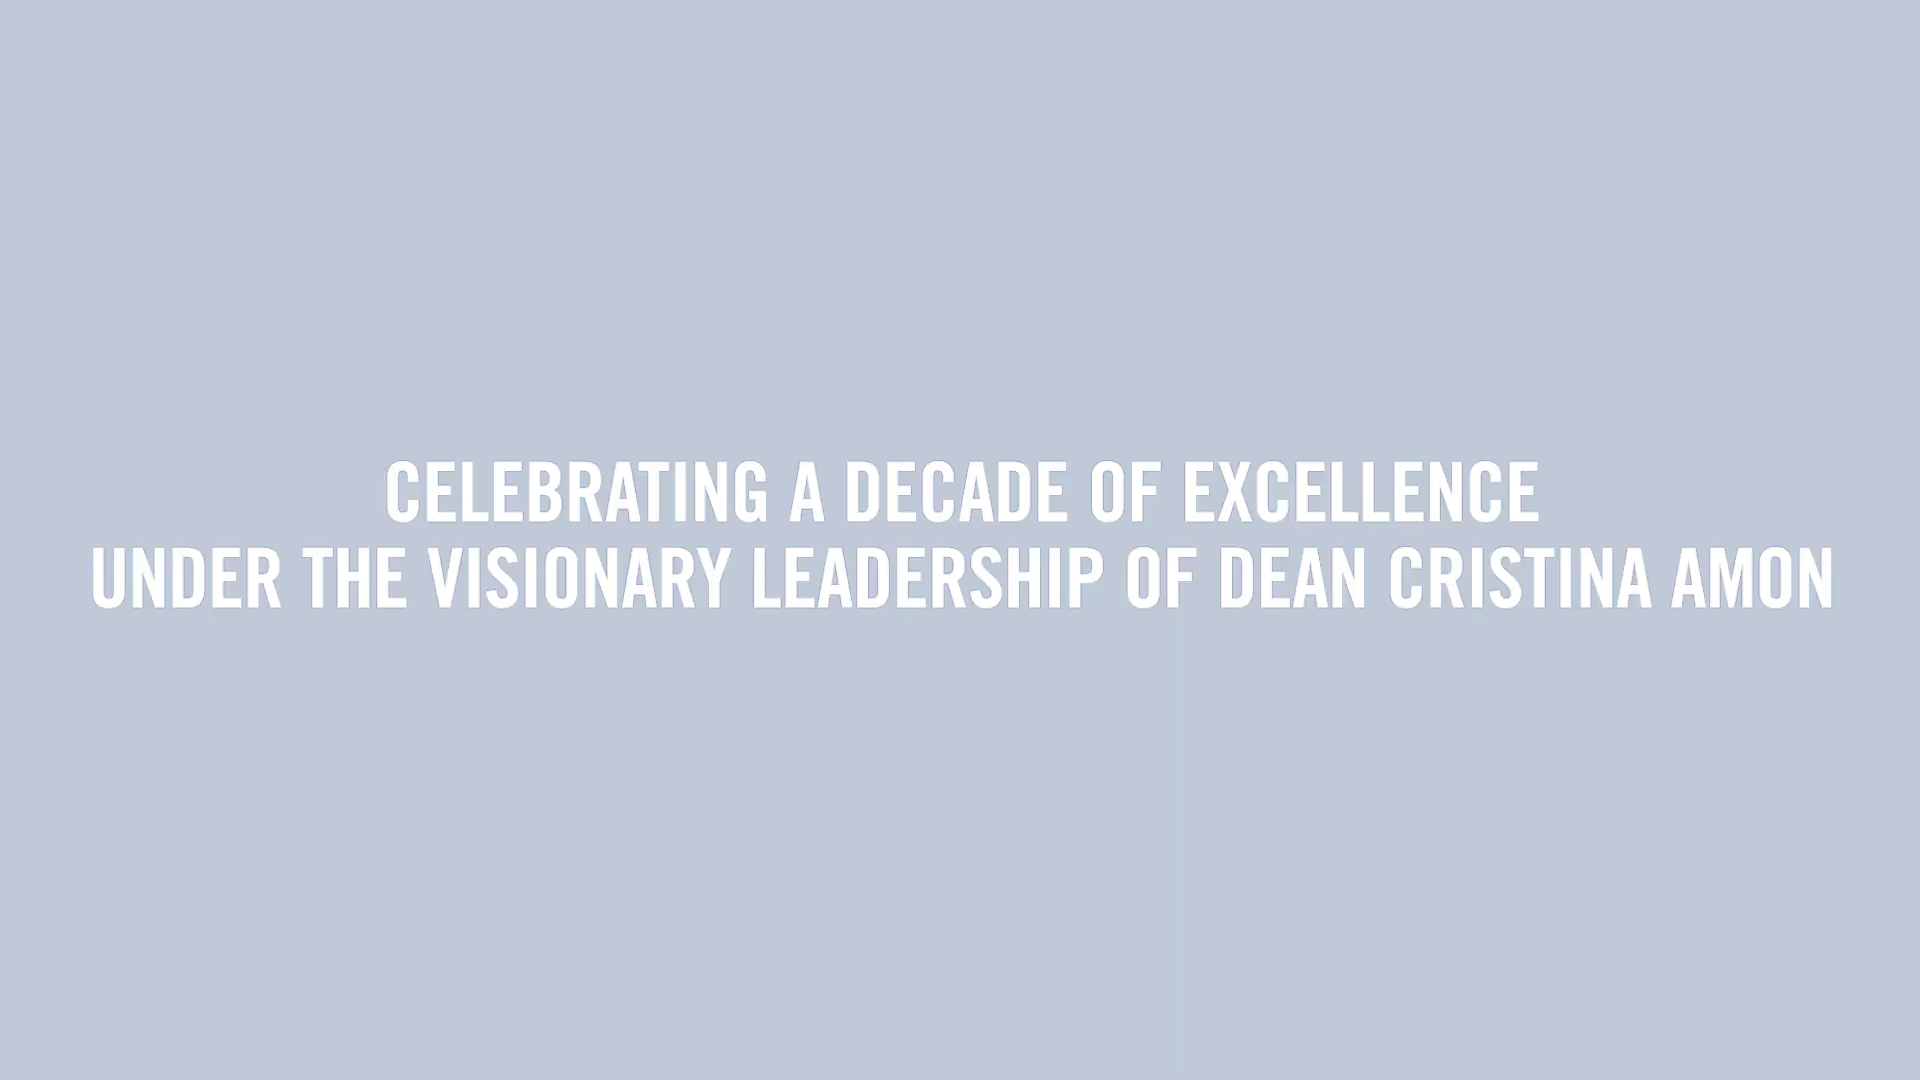 CELEBRATING A DECADE OF EXCELLENCE
UNDER THE VISIONARY LEADERSHIP OF DEAN CRISTINA AMON